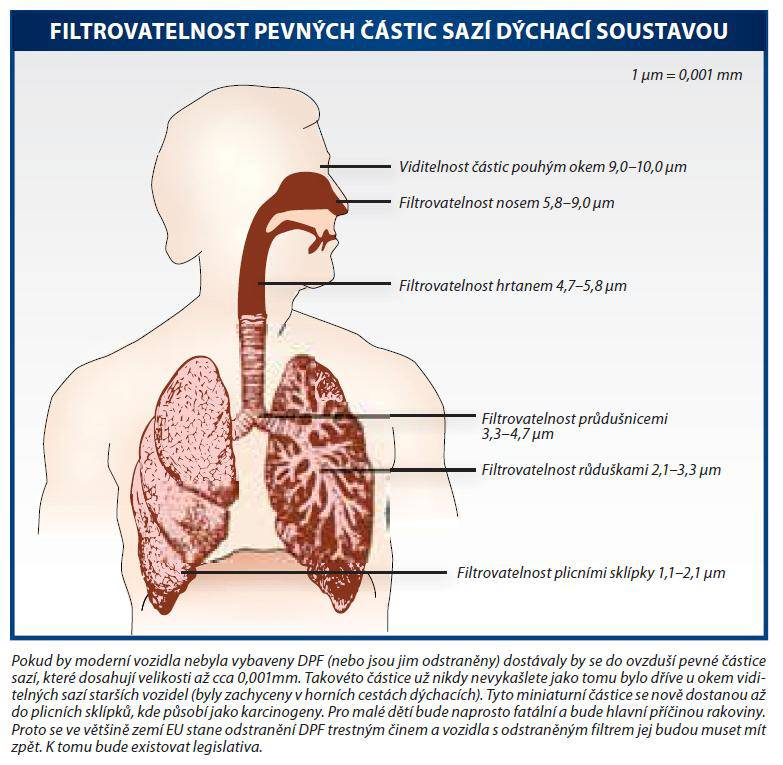 FILTROVATELNOST PEVNÝCH ČÁSTIC SAZÍ DÝCHACÍ SOUSTAVOU
1 µm = 0,001 mm
Viditelnost částic pouhým okem 9,0–10,0 µm
Filtrovatelnost nosem 5,8–9,0 µm
Filtrovatelnost hrtanem 4,7–5,8 µm
Filtrovatelnost průdušnicemi
3,3–4,7 µm
Filtrovatelnost růduškami 2,1–3,3 µm
Filtrovatelnost plicními sklípky 1,1–2,1 µm
Pokud by moderní vozidla nebyla vybaveny DPF (nebo jsou jim odstraněny) dostávaly by se do ovzduší pevné částice
sazí, které dosahují velikosti až cca 0,001mm. Takovéto částice už nikdy nevykašlete jako tomu bylo dříve u okem vidi-
telných sazí starších vozidel (byly zachyceny v horních cestách dýchacích). Tyto miniaturní částice se nově dostanou až
do plicních sklípků, kde působí jako karcinogeny. Pro malé děti bude naprosto fatální a bude hlavní příčinou rakoviny.
Proto se ve většině zemí EU stane odstranění DPF trestným činem a vozidla s odstraněným filtrem jej budou muset mít
zpět. K tomu bude existovat legislativa.